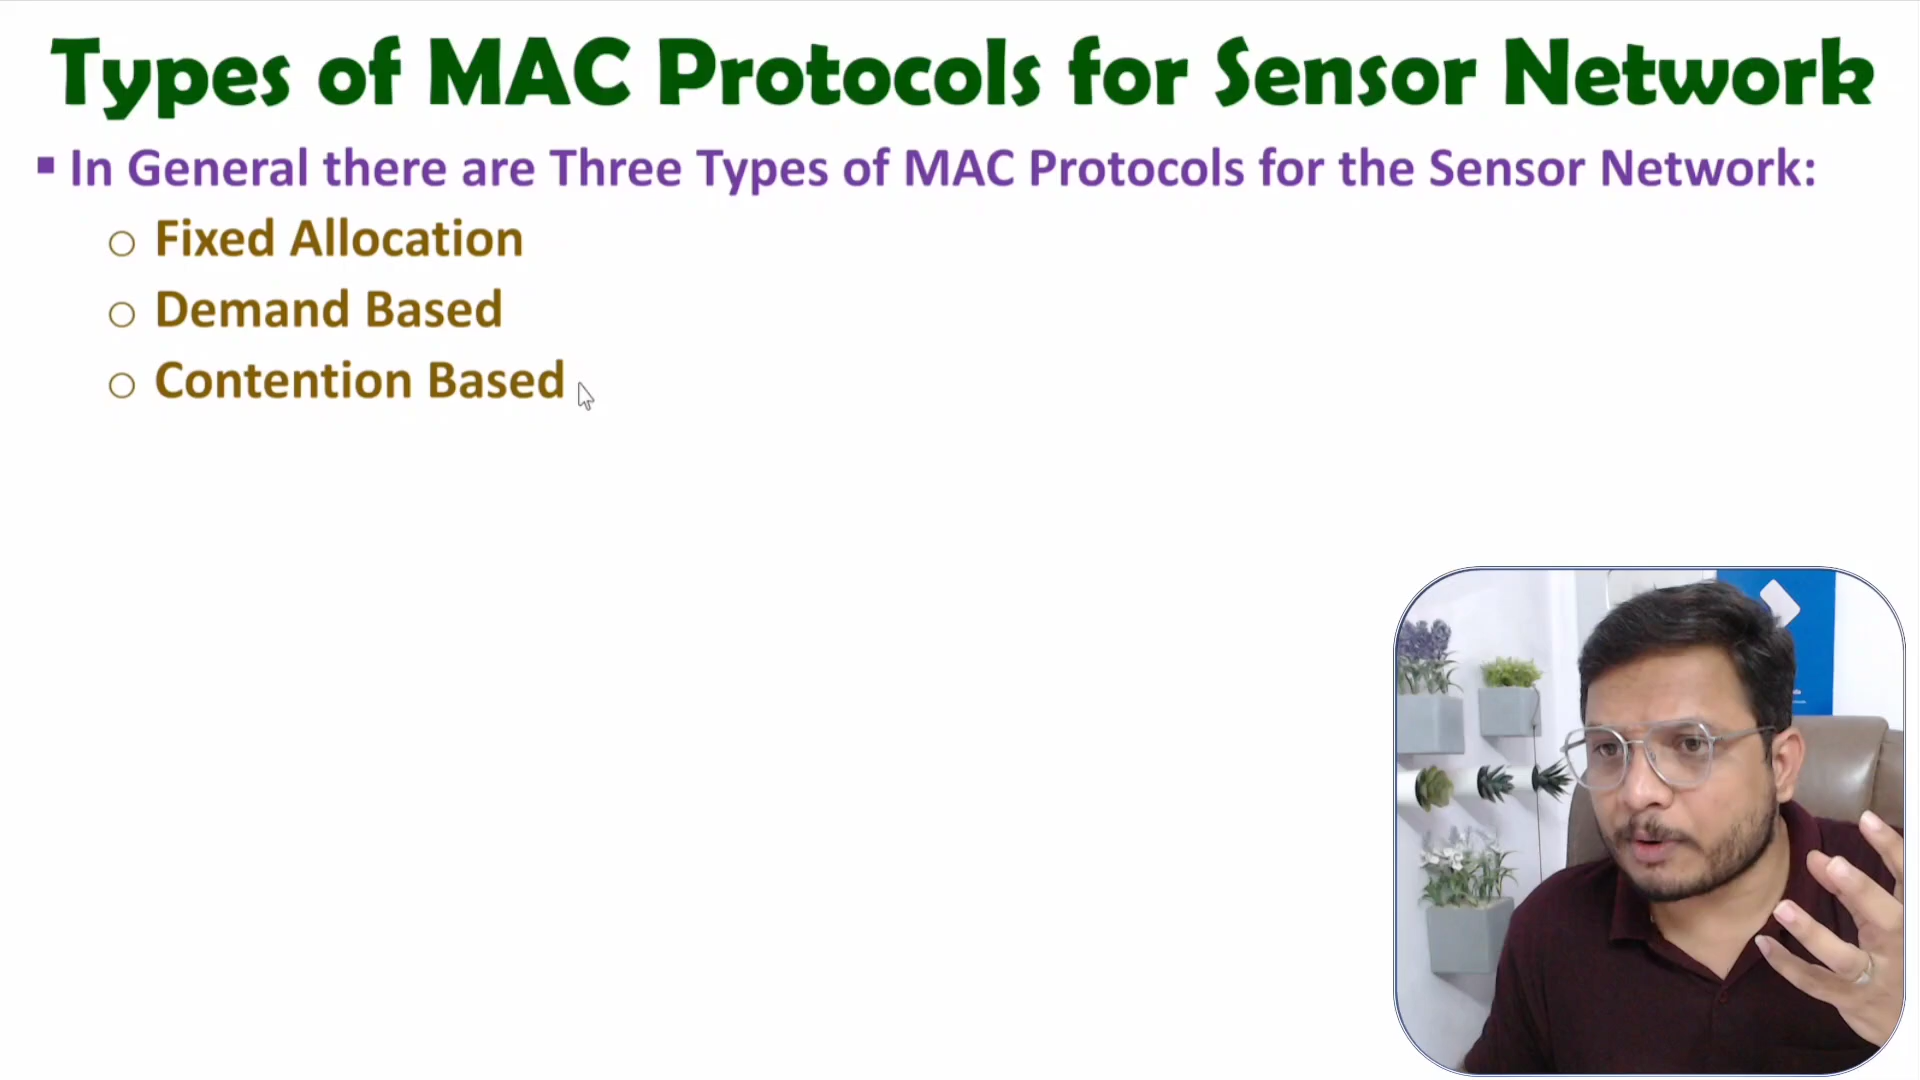 Types of MAC Protocols for Sensor Network
▪ In General there are Three Types of MAC Protocols for the Sensor Network:
○ Fixed Allocation
○ Demand Based
○ Contention Based